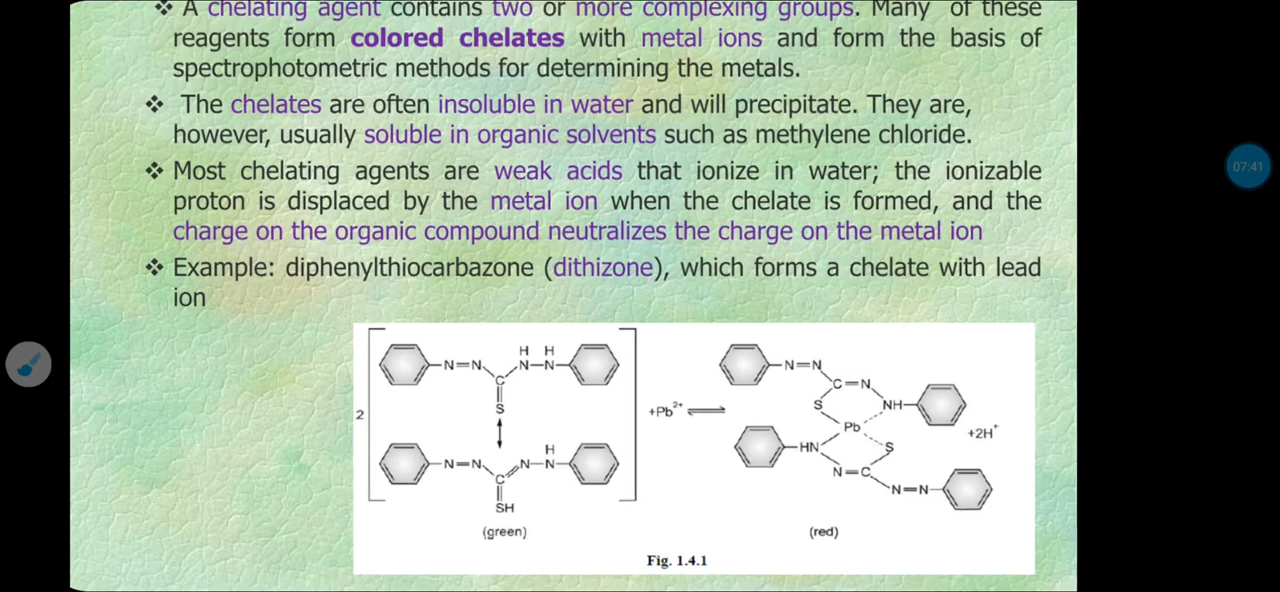 ❖ A chelating agent contains two or more complexing groups. Many of these
reagents form colored chelates with metal ions and form the basis of
spectrophotometric methods for determining the metals.
❖ The chelates are often insoluble in water and will precipitate. They are,
however, usually soluble in organic solvents such as methylene chloride.
❖ Most chelating agents are weak acids that ionize in water; the ionizable
proton is displaced by the metal ion when the chelate is formed, and the
charge on the organic compound neutralizes the charge on the metal ion
❖ Example: diphenylthiocarbazone (dithizone), which forms a chelate with lead
ion
07:41
2
H H
N=N N-N
C
S
H
N=N N-N
C
SH
(green)
+Pb²⁺
N=N
C=N
S NH
Pb
HN S
N=C
N=N
+2H⁺
(red)
Fig. 1.4.1